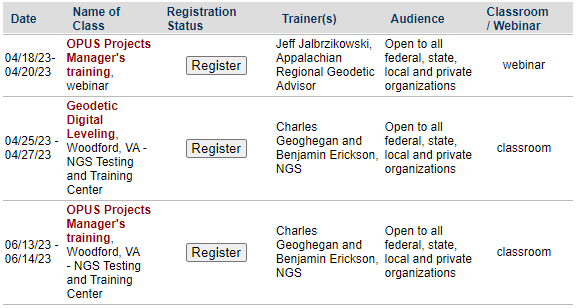 Date
Name of
Class
Registration
Status
Trainer(s)
Audience
Classroom
/ Webinar
04/18/23-
04/20/23
OPUS Projects
Manager's
training,
webinar
Register
Jeff Jalbrzikowski,
Appalachian
Regional Geodetic
Advisor
Open to all
federal, state,
local and private
organizations
webinar
04/25/23 -
04/27/23
Geodetic
Digital
Leveling,
Woodford, VA -
NGS Testing
and Training
Center
Register
Charles
Geoghegan and
Benjamin Erickson,
NGS
Open to all
federal, state,
local and private
organizations
classroom
06/13/23 -
06/14/23
OPUS Projects
Manager's
training,
Woodford, VA
- NGS Testing
and Training
Center
Register
Charles
Geoghegan and
Benjamin Erickson,
NGS
Open to all
federal, state,
local and private
organizations
classroom